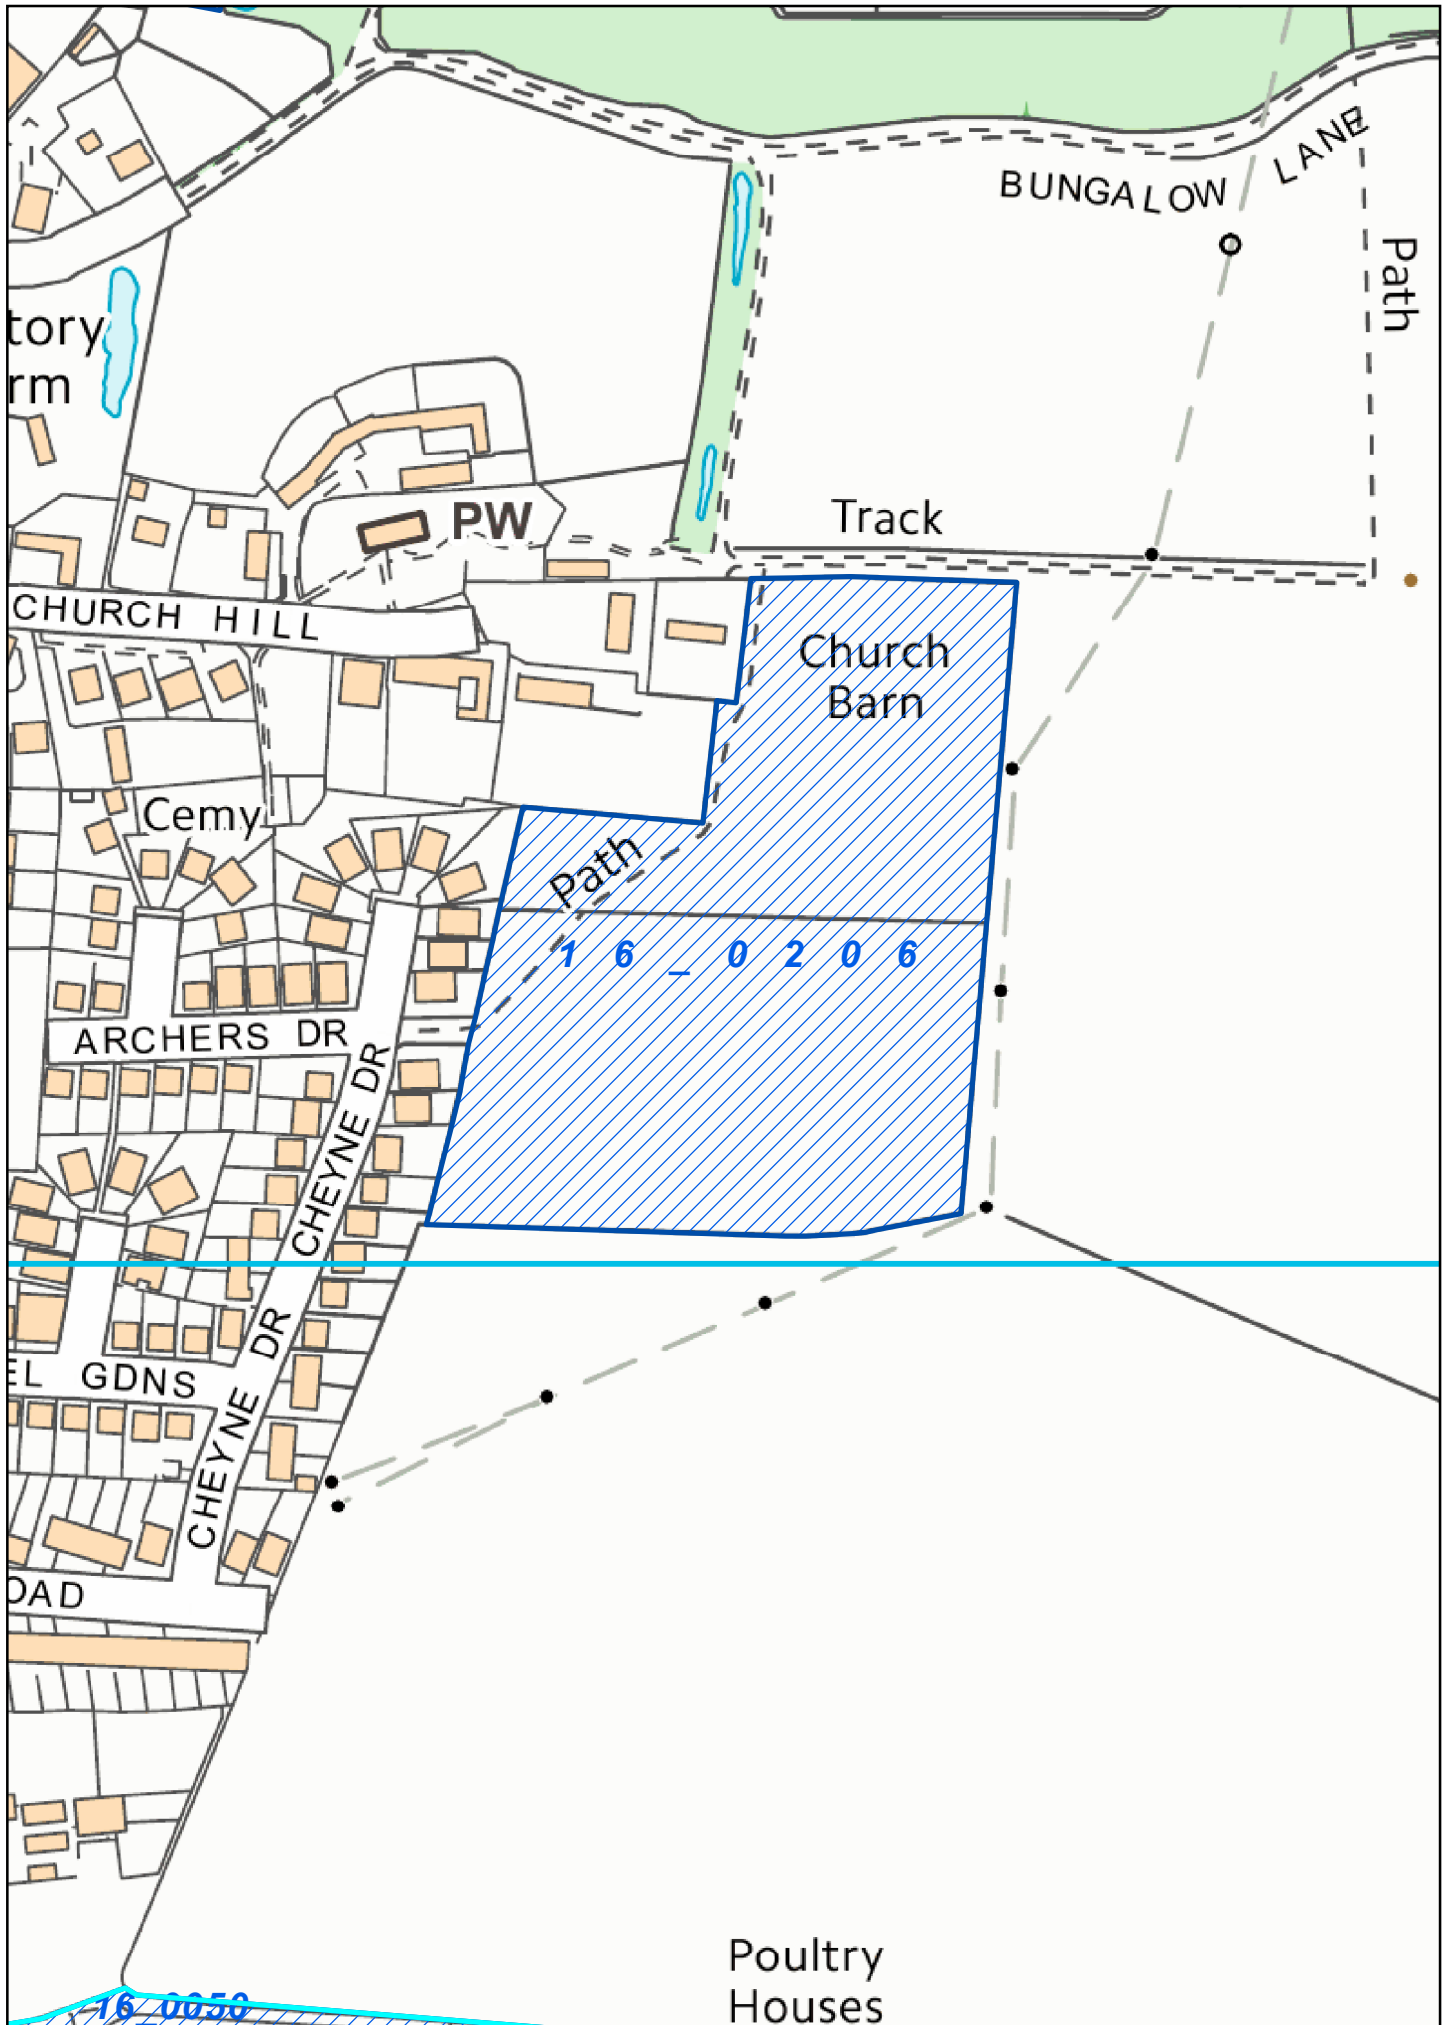 BUNGALOW LANE
Path
tory
rm
PW
Track
CHURCH HILL
Church
Barn
Cemy
Path
16_0206
ARCHERS DR
CHEYNE DR
EL GDNS
CHEYNE DR
OAD
Poultry
Houses
16_0050